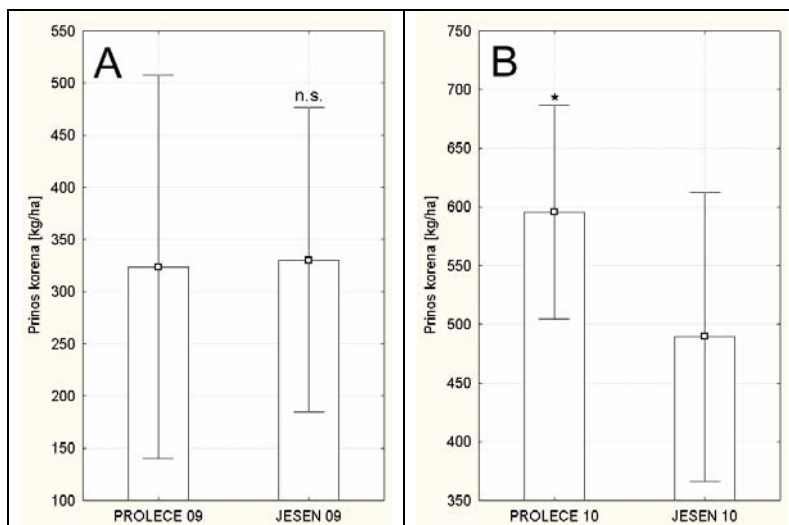 A
n.s.
Prinos korena [kg/ha]
550
500
450
400
350
300
250
200
150
100
PROLECE 09 JESEN 09
B
*
Prinos korena [kg/ha]
750
700
650
600
550
500
450
400
350
PROLECE 10 JESEN 10